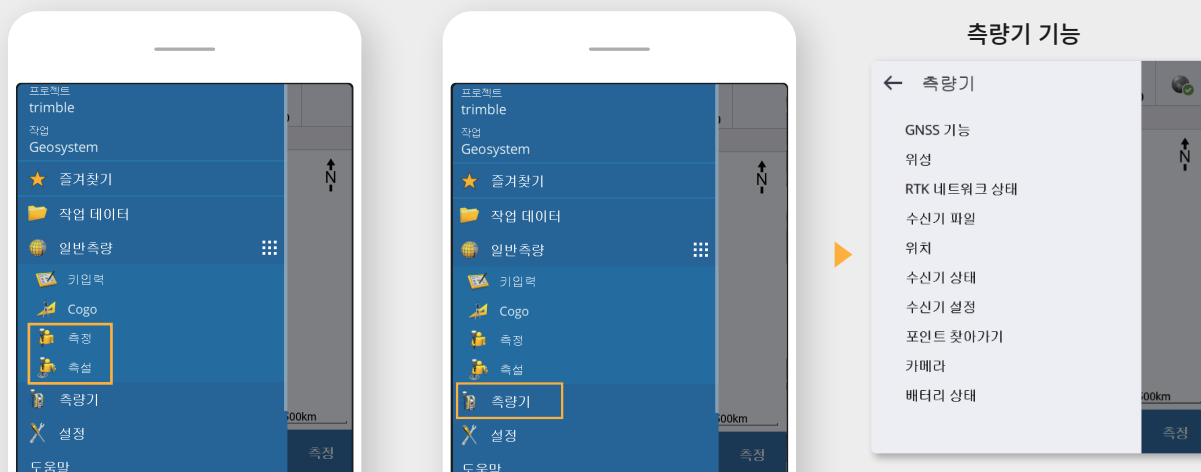 프로젝트
trimble
작업
Geosystem
즐겨찾기
작업 데이터
일반측량
키입력
Cogo
측정
측설
측량기
설정
도움말
N
500km
측정
프로젝트
trimble
작업
Geosystem
즐겨찾기
작업 데이터
일반측량
키입력
Cogo
측정
측설
측량기
설정
도움말
N
500km
측정
측량기 기능
← 측량기
GNSS 기능
위성
RTK 네트워크 상태
수신기 파일
위치
수신기 상태
수신기 설정
포인트 찾아가기
카메라
배터리 상태
N
00km
측정